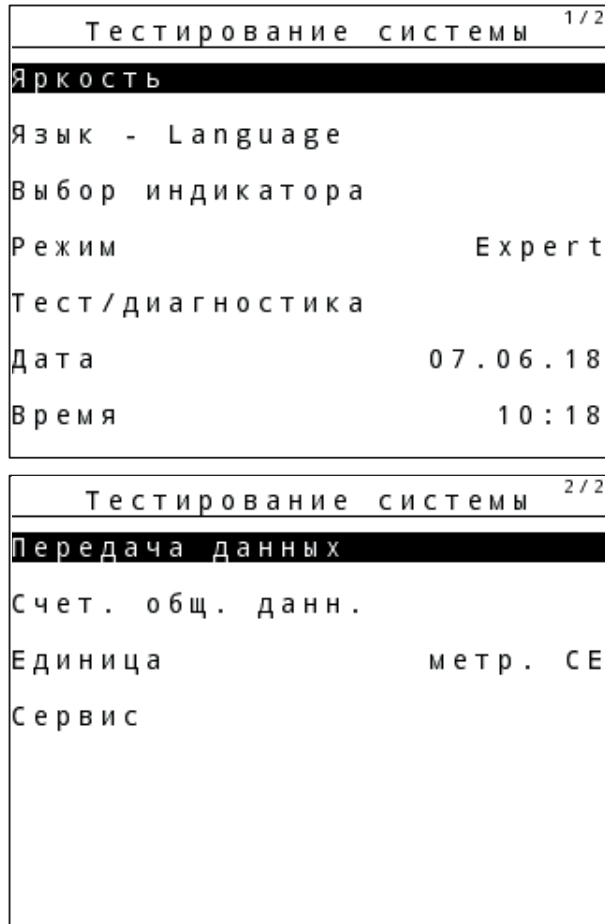 Тестирование системы 1/2
Яркость
Язык - Language
Выбор индикатора
Режим Expert
Тест/диагностика
Дата 07.06.18
Время 10:18
Тестирование системы 2/2
Передача данных
Счет. общ. данн.
Единица метр. СЕ
Сервис